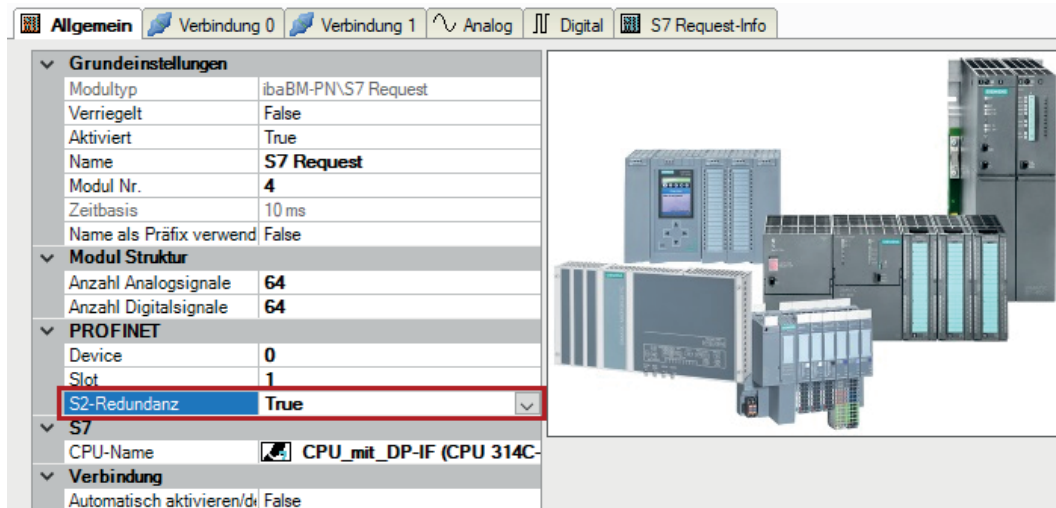 Allgemein Verbindung 0 Verbindung 1 Analog Digital S7 Request-Info
Grundeinstellungen
Modultyp ibaBM-PN\S7 Request
Verriegelt False
Aktiviert True
Name S7 Request
Modul Nr. 4
Zeitbasis 10 ms
Name als Präfix verwend False
Modul Struktur
Anzahl Analogsignale 64
Anzahl Digitalsignale 64
PROFINET
Device 0
Slot 1
S2-Redundanz True
S7
CPU-Name CPU_mit_DP-IF (CPU 314C-
Verbindung
Automatisch aktivieren/de False